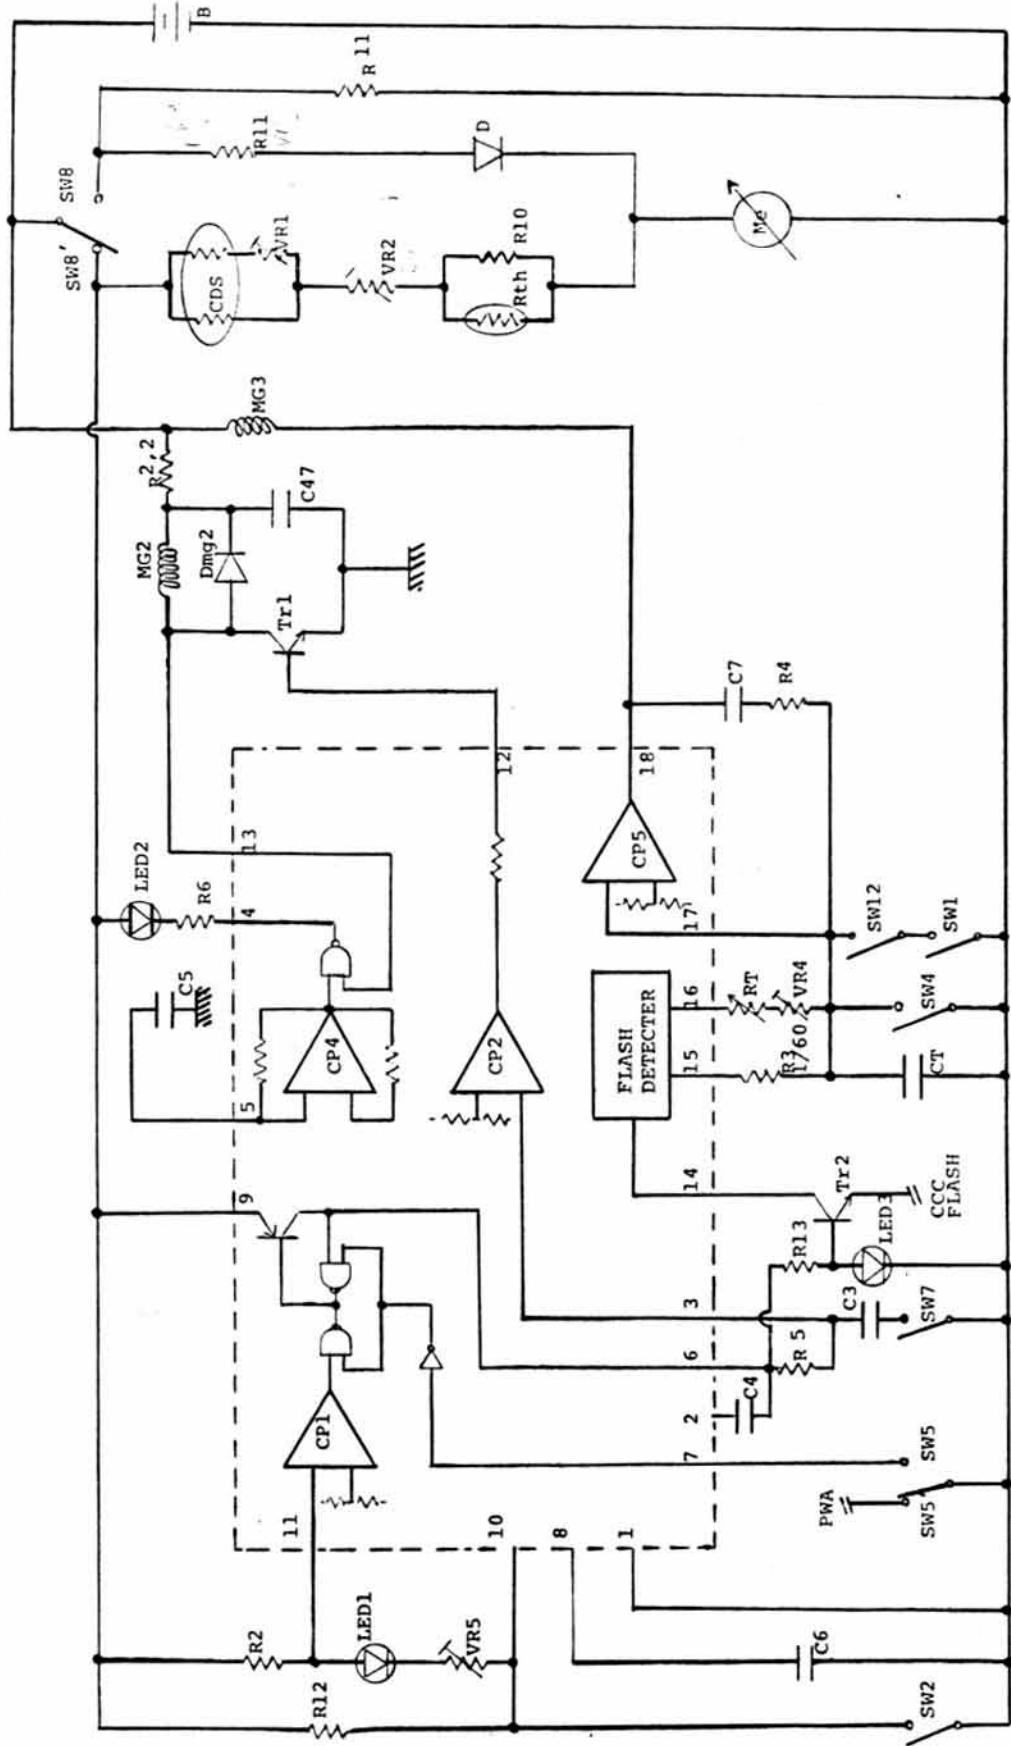 B
R 11
R11
D
SW8
SW8'
CDS
VR1
VR2
R10
Rth
Me
MG3
R2,2
MG2
Dmg2
C47
Tr1
LED2
R6
C5
13
4
5
CP4
12
CP2
18
CP5
17
C7
R4
FLASH
DETECTER
16
15
14
RT
VR4
R3
1/60
SW12
SW1
SW4
CT
9
CP1
11
3
6
2
7
10
8
1
Tr2
CCC
FLASH
R13
LED3
C3
R 5
SW7
C4
SW5
PWA
SW5
R2
LED1
VR5
R12
C6
SW2